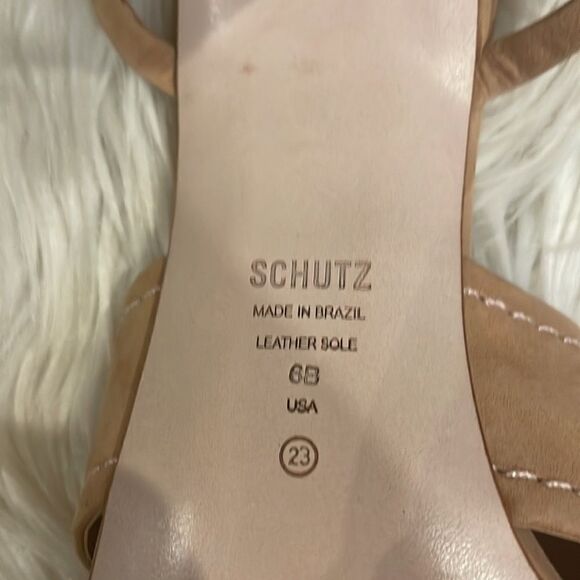 SCHUTZ
MADE IN BRAZIL
LEATHER SOLE
6B
USA
23